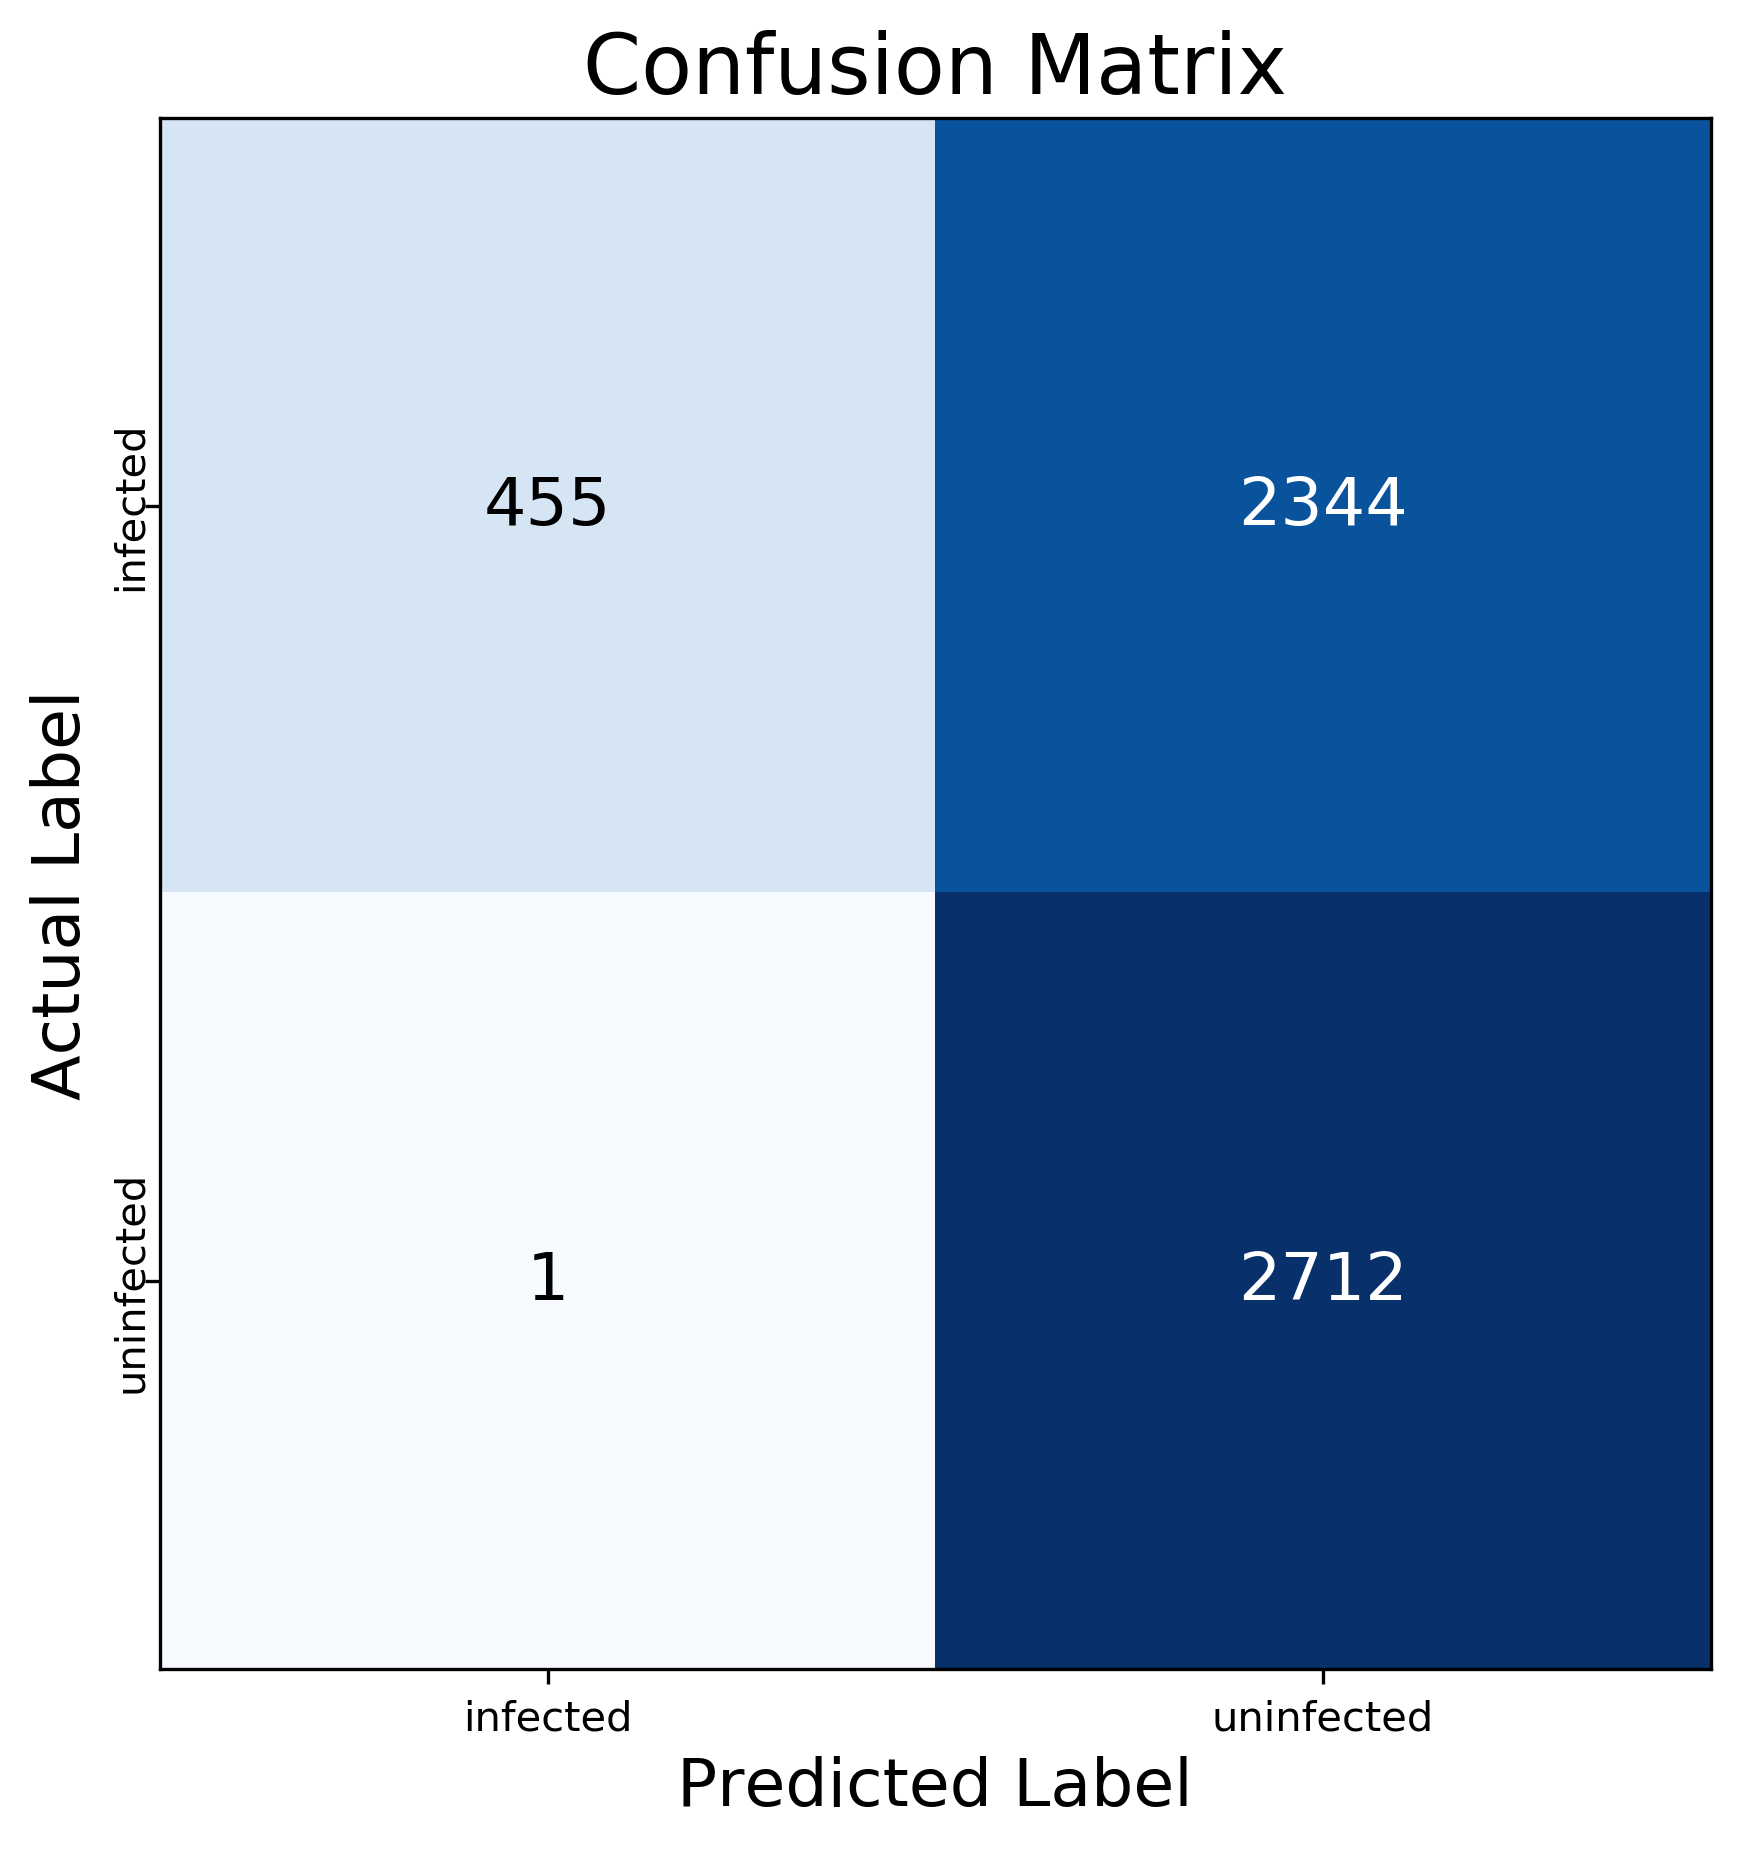 Confusion Matrix
Actual Label
infected
455
2344
uninfected
1
2712
infected
uninfected
Predicted Label